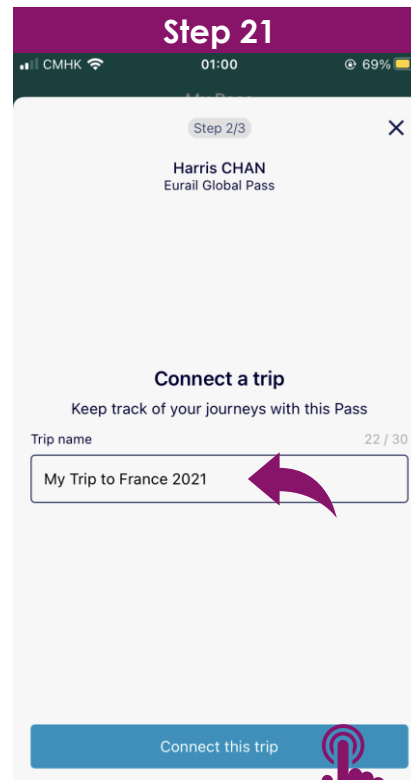 Step 21
CMHK 01:00 69%
My Pass
Step 2/3
Harris CHAN
Eurail Global Pass
Connect a trip
Keep track of your journeys with this Pass
Trip name 22 / 30
My Trip to France 2021
Connect this trip